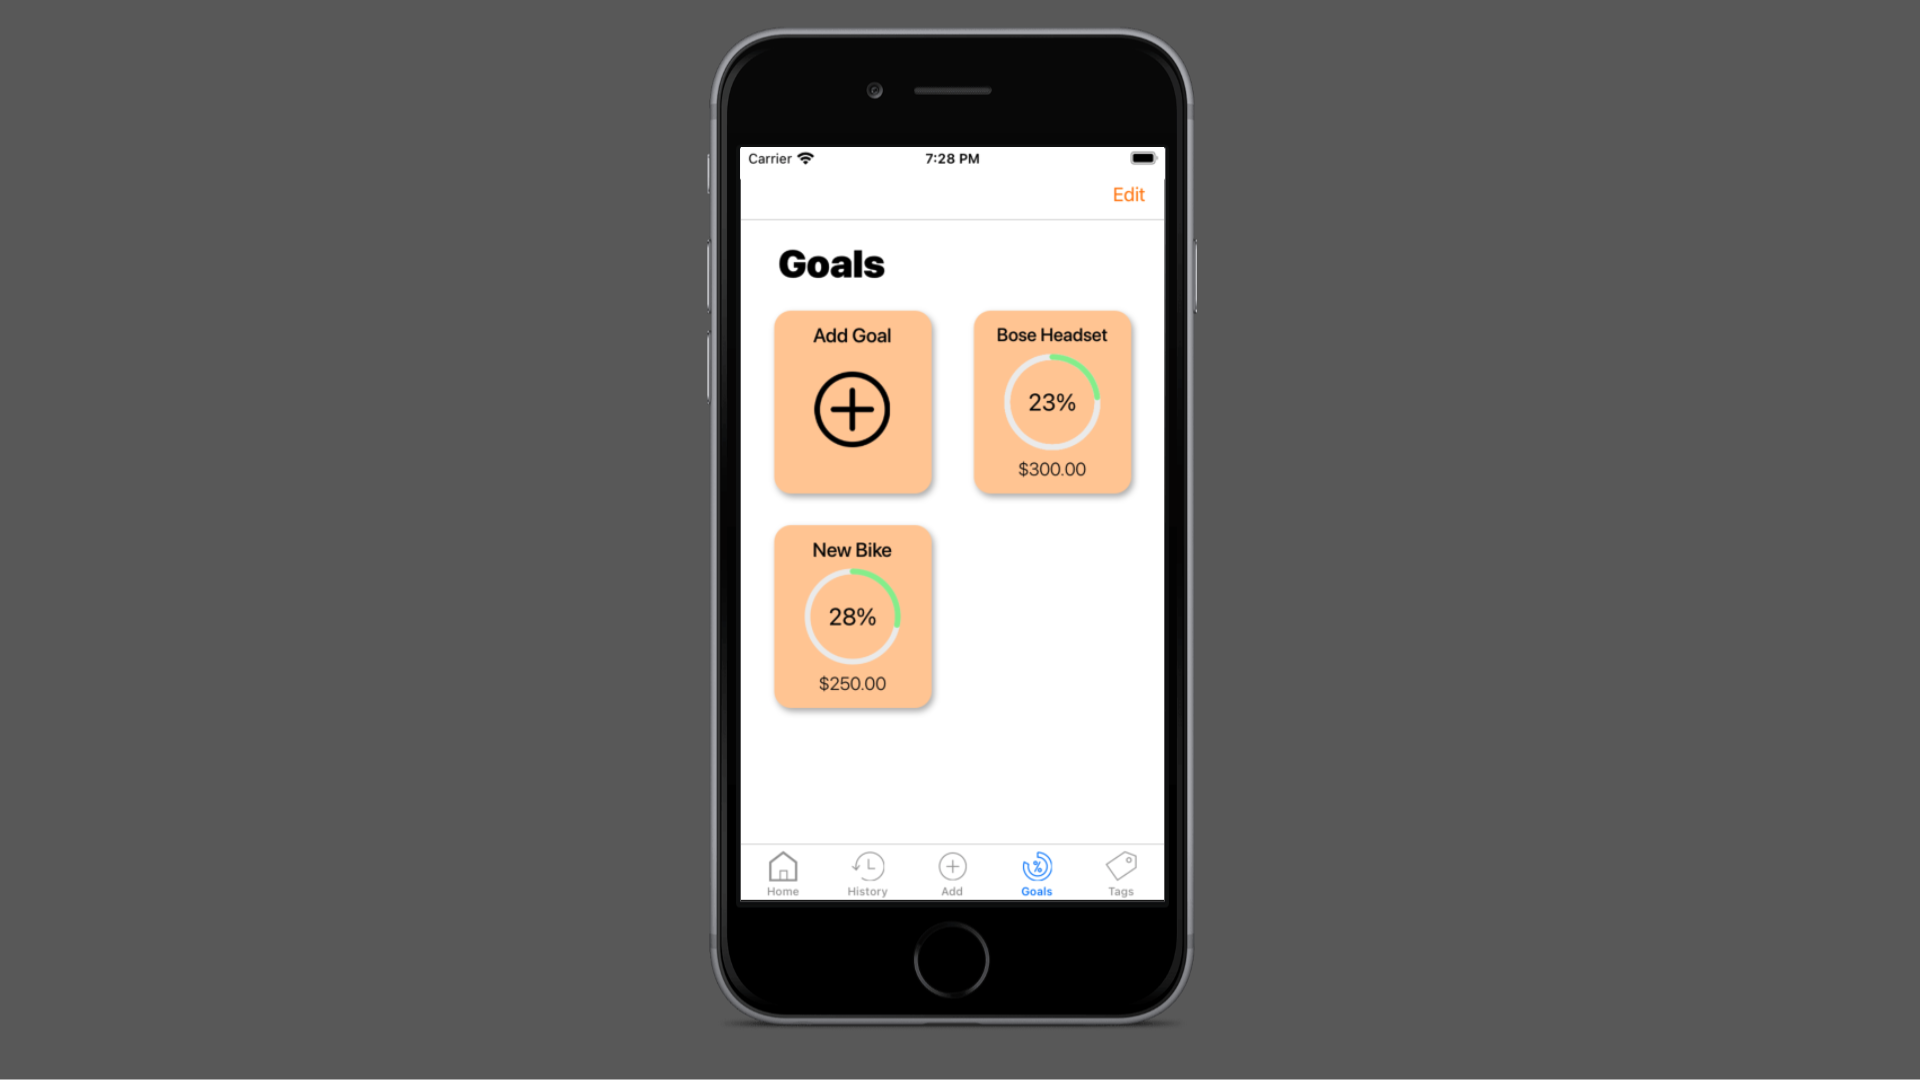 Carrier 7:28 PM
Edit
Goals
Add Goal
Bose Headset
23%
$300.00
New Bike
28%
$250.00
%
Home History Add Goals Tags